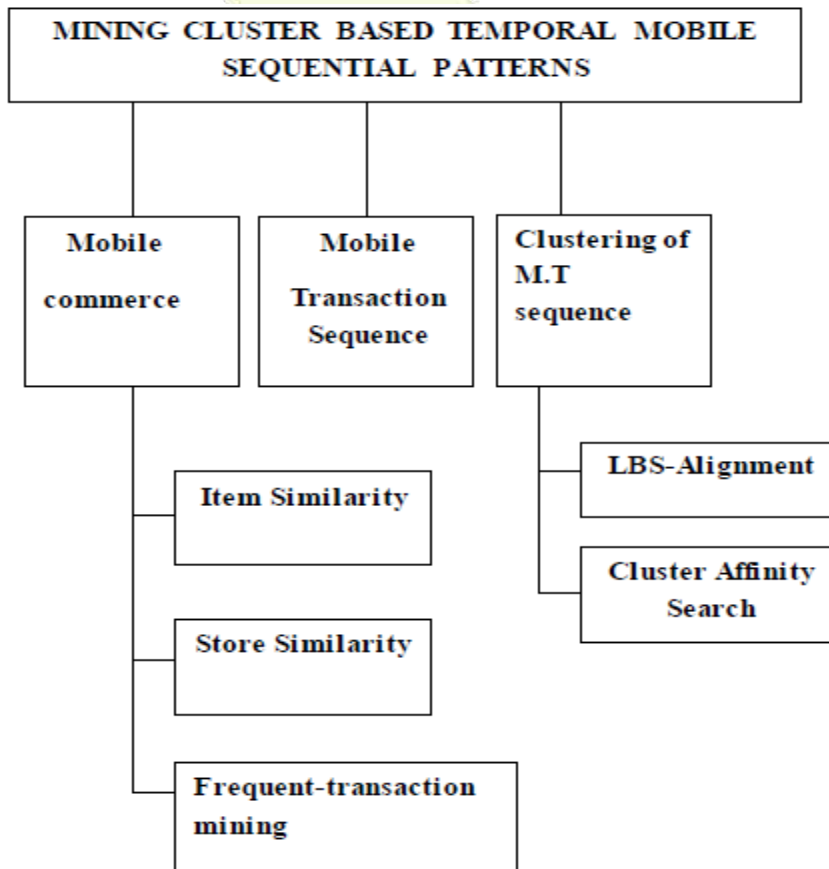 MINING CLUSTER BASED TEMPORAL MOBILE
SEQUENTIAL PATTERNS
Mobile
commerce
Mobile
Transaction
Sequence
Clustering of
M.T
sequence
LBS-Alignment
Item Similarity
Cluster Affinity
Search
Store Similarity
Frequent-transaction
mining